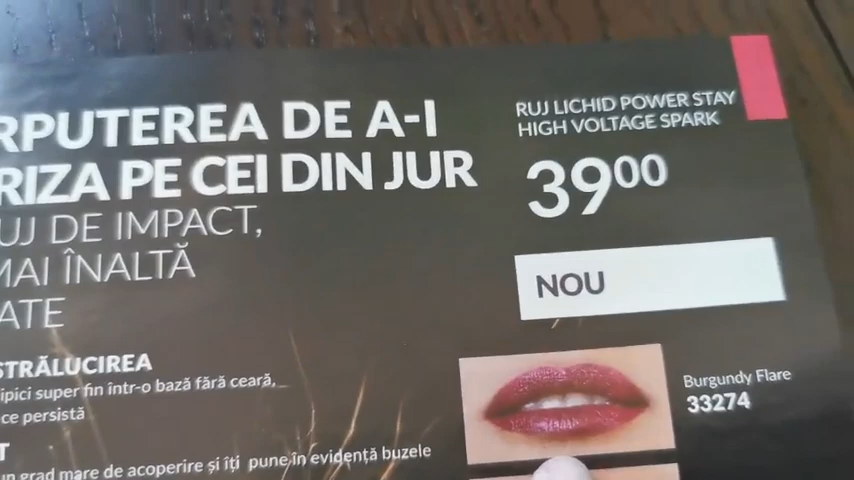 RPUTEREA DE A-I
RIZA PE CEI DIN JUR
UJ DE IMPACT,
MAI ÎNALTĂ
ATE
STRĂLUCIREA
ipici super fin într-o bază fără ceară,
ce persistă
T
un grad mare de acoperire și îți pune în evidență buzele
RUJ LICHID POWER STAY
HIGH VOLTAGE SPARK
3900
NOU
Burgundy Flare
33274